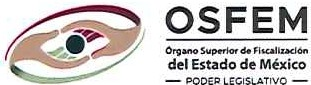 OSFEM
Órgano Superior de Fiscalización
del Estado de México
PODER LEGISLATIVO